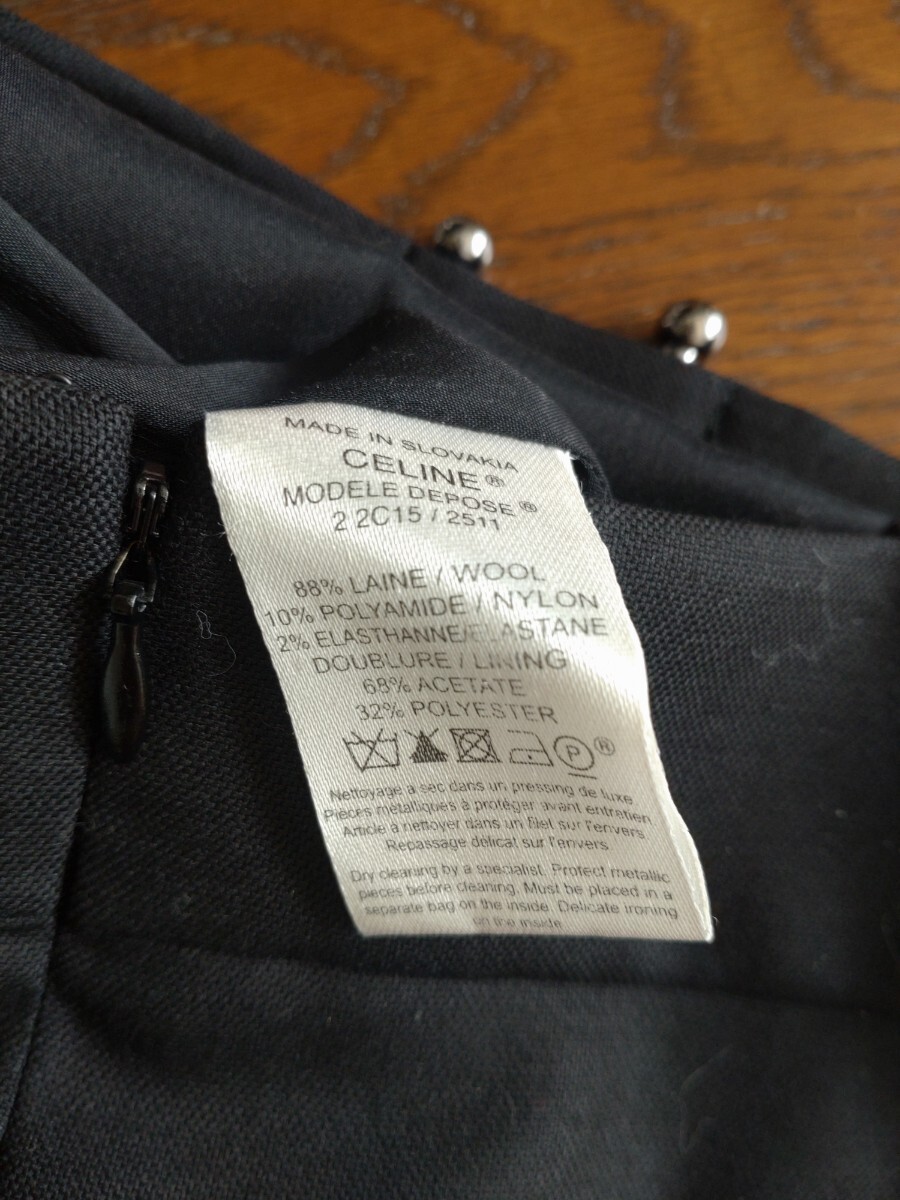 MADE IN SLOVAKIA
CELINE®
MODELE DEPOSE®
2 2C15 / 2511
88% LAINE / WOOL
10% POLYAMIDE / NYLON
2% ELASTHANNE/ELASTANE
DOUBLURE / LINING
68% ACETATE
32% POLYESTER
P ®
Nettoyage a sec dans un pressing de luxe
Pieces metalliques à protéger avant entretien
Article à nettoyer dans un filet sur l'envers
Repassage délicat sur l'envers
Dry cleaning by a specialist. Protect metallic
pieces before cleaning. Must be placed in a
separate bag on the inside. Delicate ironing
on the inside